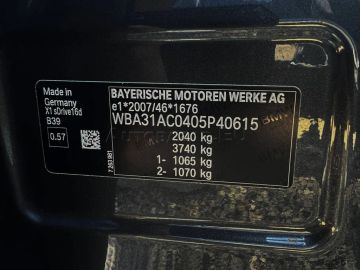 Made in
Germany
X1 sDrive16d
B39
0.57
BAYERISCHE MOTOREN WERKE AG
e1*2007/46*1676
WBA31AC0405P40615
2040 kg
3740 kg
1- 1065 kg
2- 1070 kg